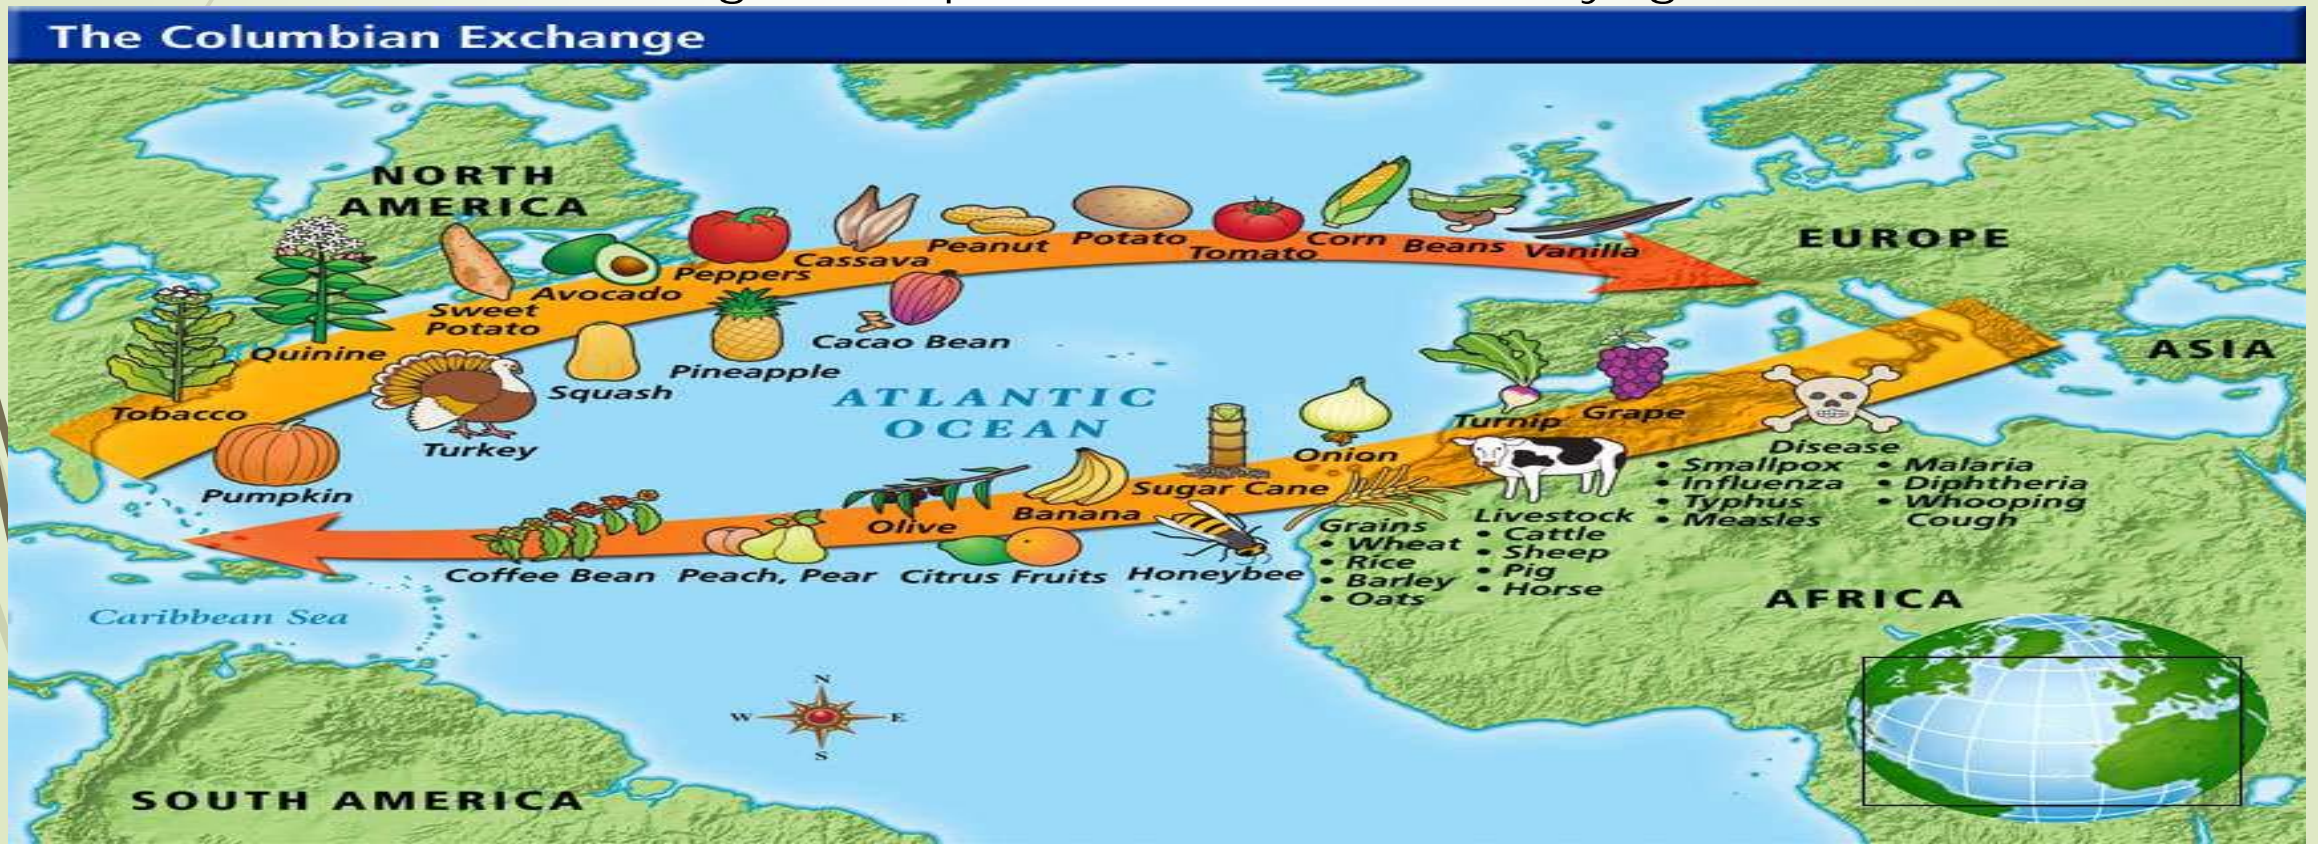 The Columbian Exchange
NORTH
AMERICA
EUROPE
ASIA
Tobacco
Quinine
Sweet
Potato
Avocado
Peppers
Cassava
Peanut
Potato
Tomato
Corn
Beans
Vanilla
Pumpkin
Turkey
Squash
Pineapple
Cacao Bean
ATLANTIC
OCEAN
Coffee Bean
Peach, Pear
Olive
Citrus Fruits
Banana
Honeybee
Sugar Cane
Onion
Grains
• Wheat
• Rice
• Barley
• Oats
Turnip
Livestock
• Cattle
• Sheep
• Pig
• Horse
Grape
Disease
• Smallpox
• Influenza
• Typhus
• Measles
• Malaria
• Diphtheria
• Whooping
Cough
AFRICA
Caribbean Sea
SOUTH AMERICA
N
W
E
S